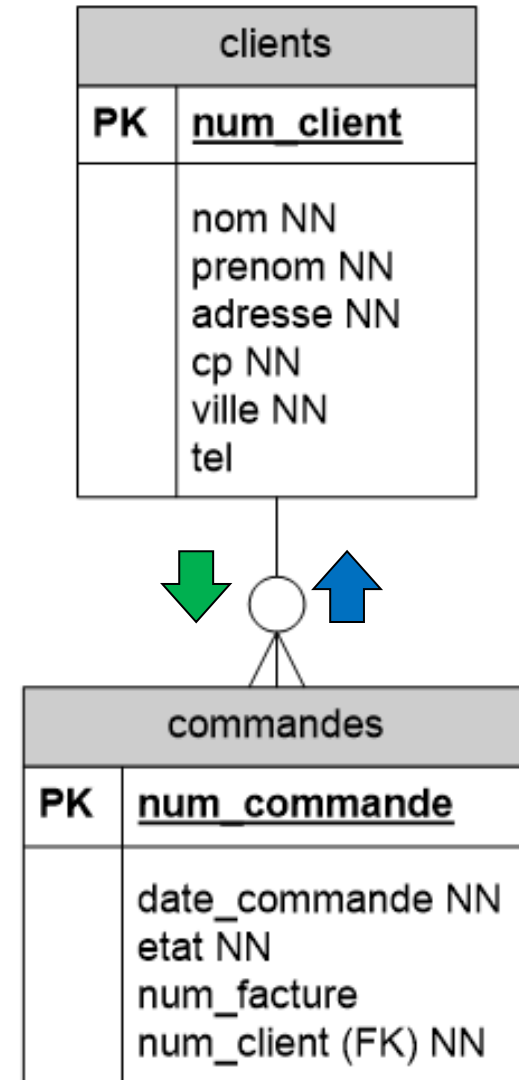 clients
PK num_client
nom NN
prenom NN
adresse NN
cp NN
ville NN
tel
commandes
PK num_commande
date_commande NN
etat NN
num_facture
num_client (FK) NN